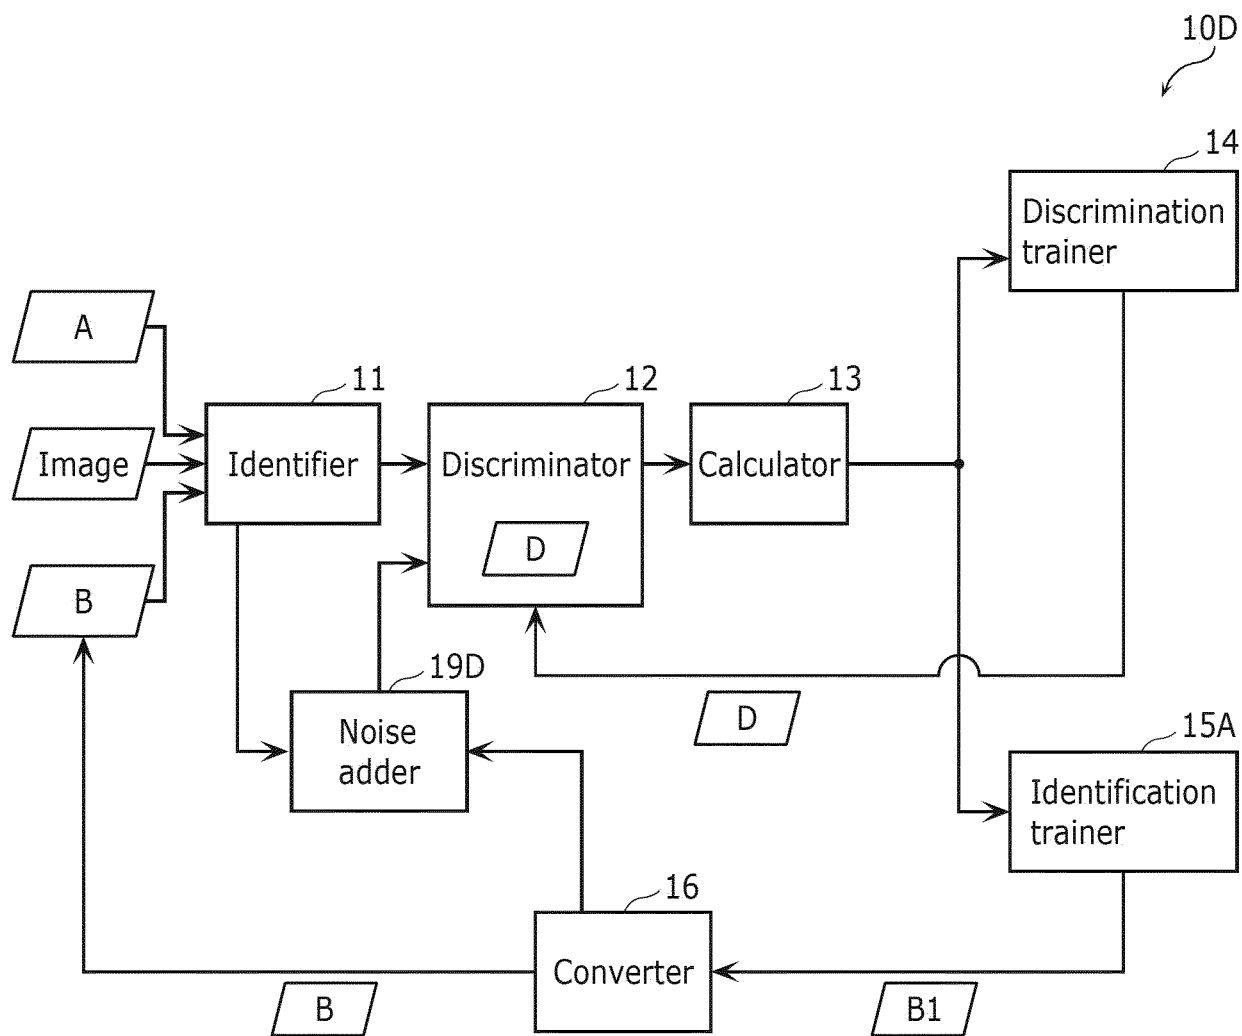 10D
14
Discrimination
trainer
A
11
12
13
Image
Identifier
Discriminator
Calculator
D
B
19D
Noise
adder
D
15A
Identification
trainer
16
Converter
B
B1